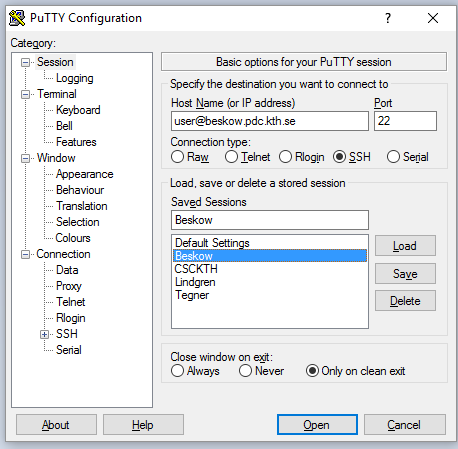 PuTTY Configuration
?
Category:
Session
Logging
Terminal
Keyboard
Bell
Features
Window
Appearance
Behaviour
Translation
Selection
Colours
Connection
Data
Proxy
Telnet
Rlogin
SSH
Serial
Basic options for your PuTTY session
Specify the destination you want to connect to
Host Name (or IP address) Port
user@beskow.pdc.kth.se 22
Connection type:
Raw Telnet Rlogin SSH Serial
Load, save or delete a stored session
Saved Sessions
Beskow
Default Settings
Beskow
CSCKTH
Lindgren
Tegner
Load
Save
Delete
Close window on exit:
Always Never Only on clean exit
About Help Open Cancel